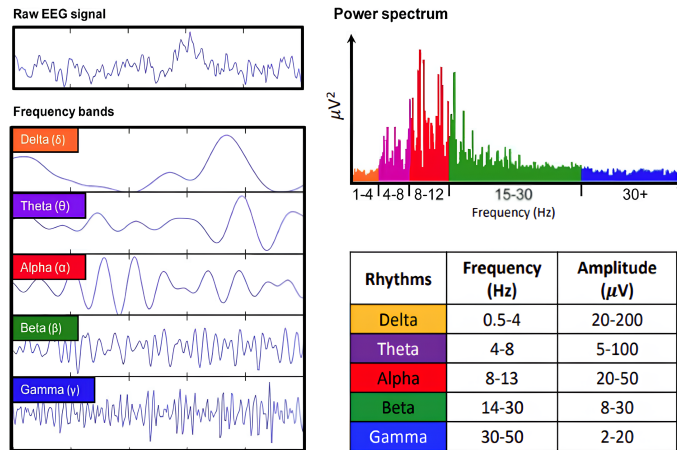 Raw EEG signal
Frequency bands
Delta (δ)
Theta (θ)
Alpha (α)
Beta (β)
Gamma (γ)
Power spectrum
μV²
1-4 4-8 8-12 15-30 30+
Frequency (Hz)
Rhythms Frequency (Hz) Amplitude (μV)
Delta 0.5-4 20-200
Theta 4-8 5-100
Alpha 8-13 20-50
Beta 14-30 8-30
Gamma 30-50 2-20